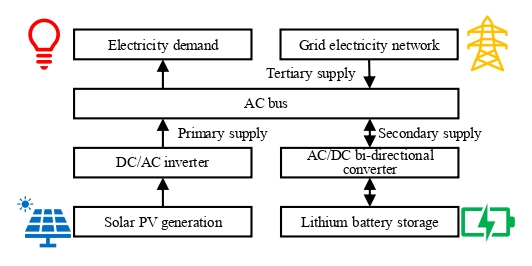 Electricity demand
Grid electricity network
Tertiary supply
AC bus
Primary supply
Secondary supply
DC/AC inverter
AC/DC bi-directional
converter
Solar PV generation
Lithium battery storage